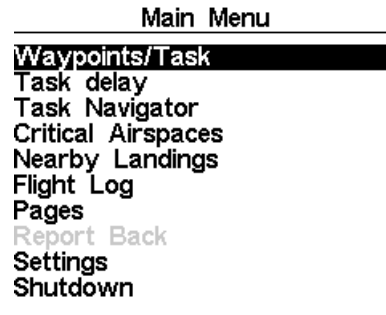 Main Menu
Waypoints/Task
Task delay
Task Navigator
Critical Airspaces
Nearby Landings
Flight Log
Pages
Report Back
Settings
Shutdown